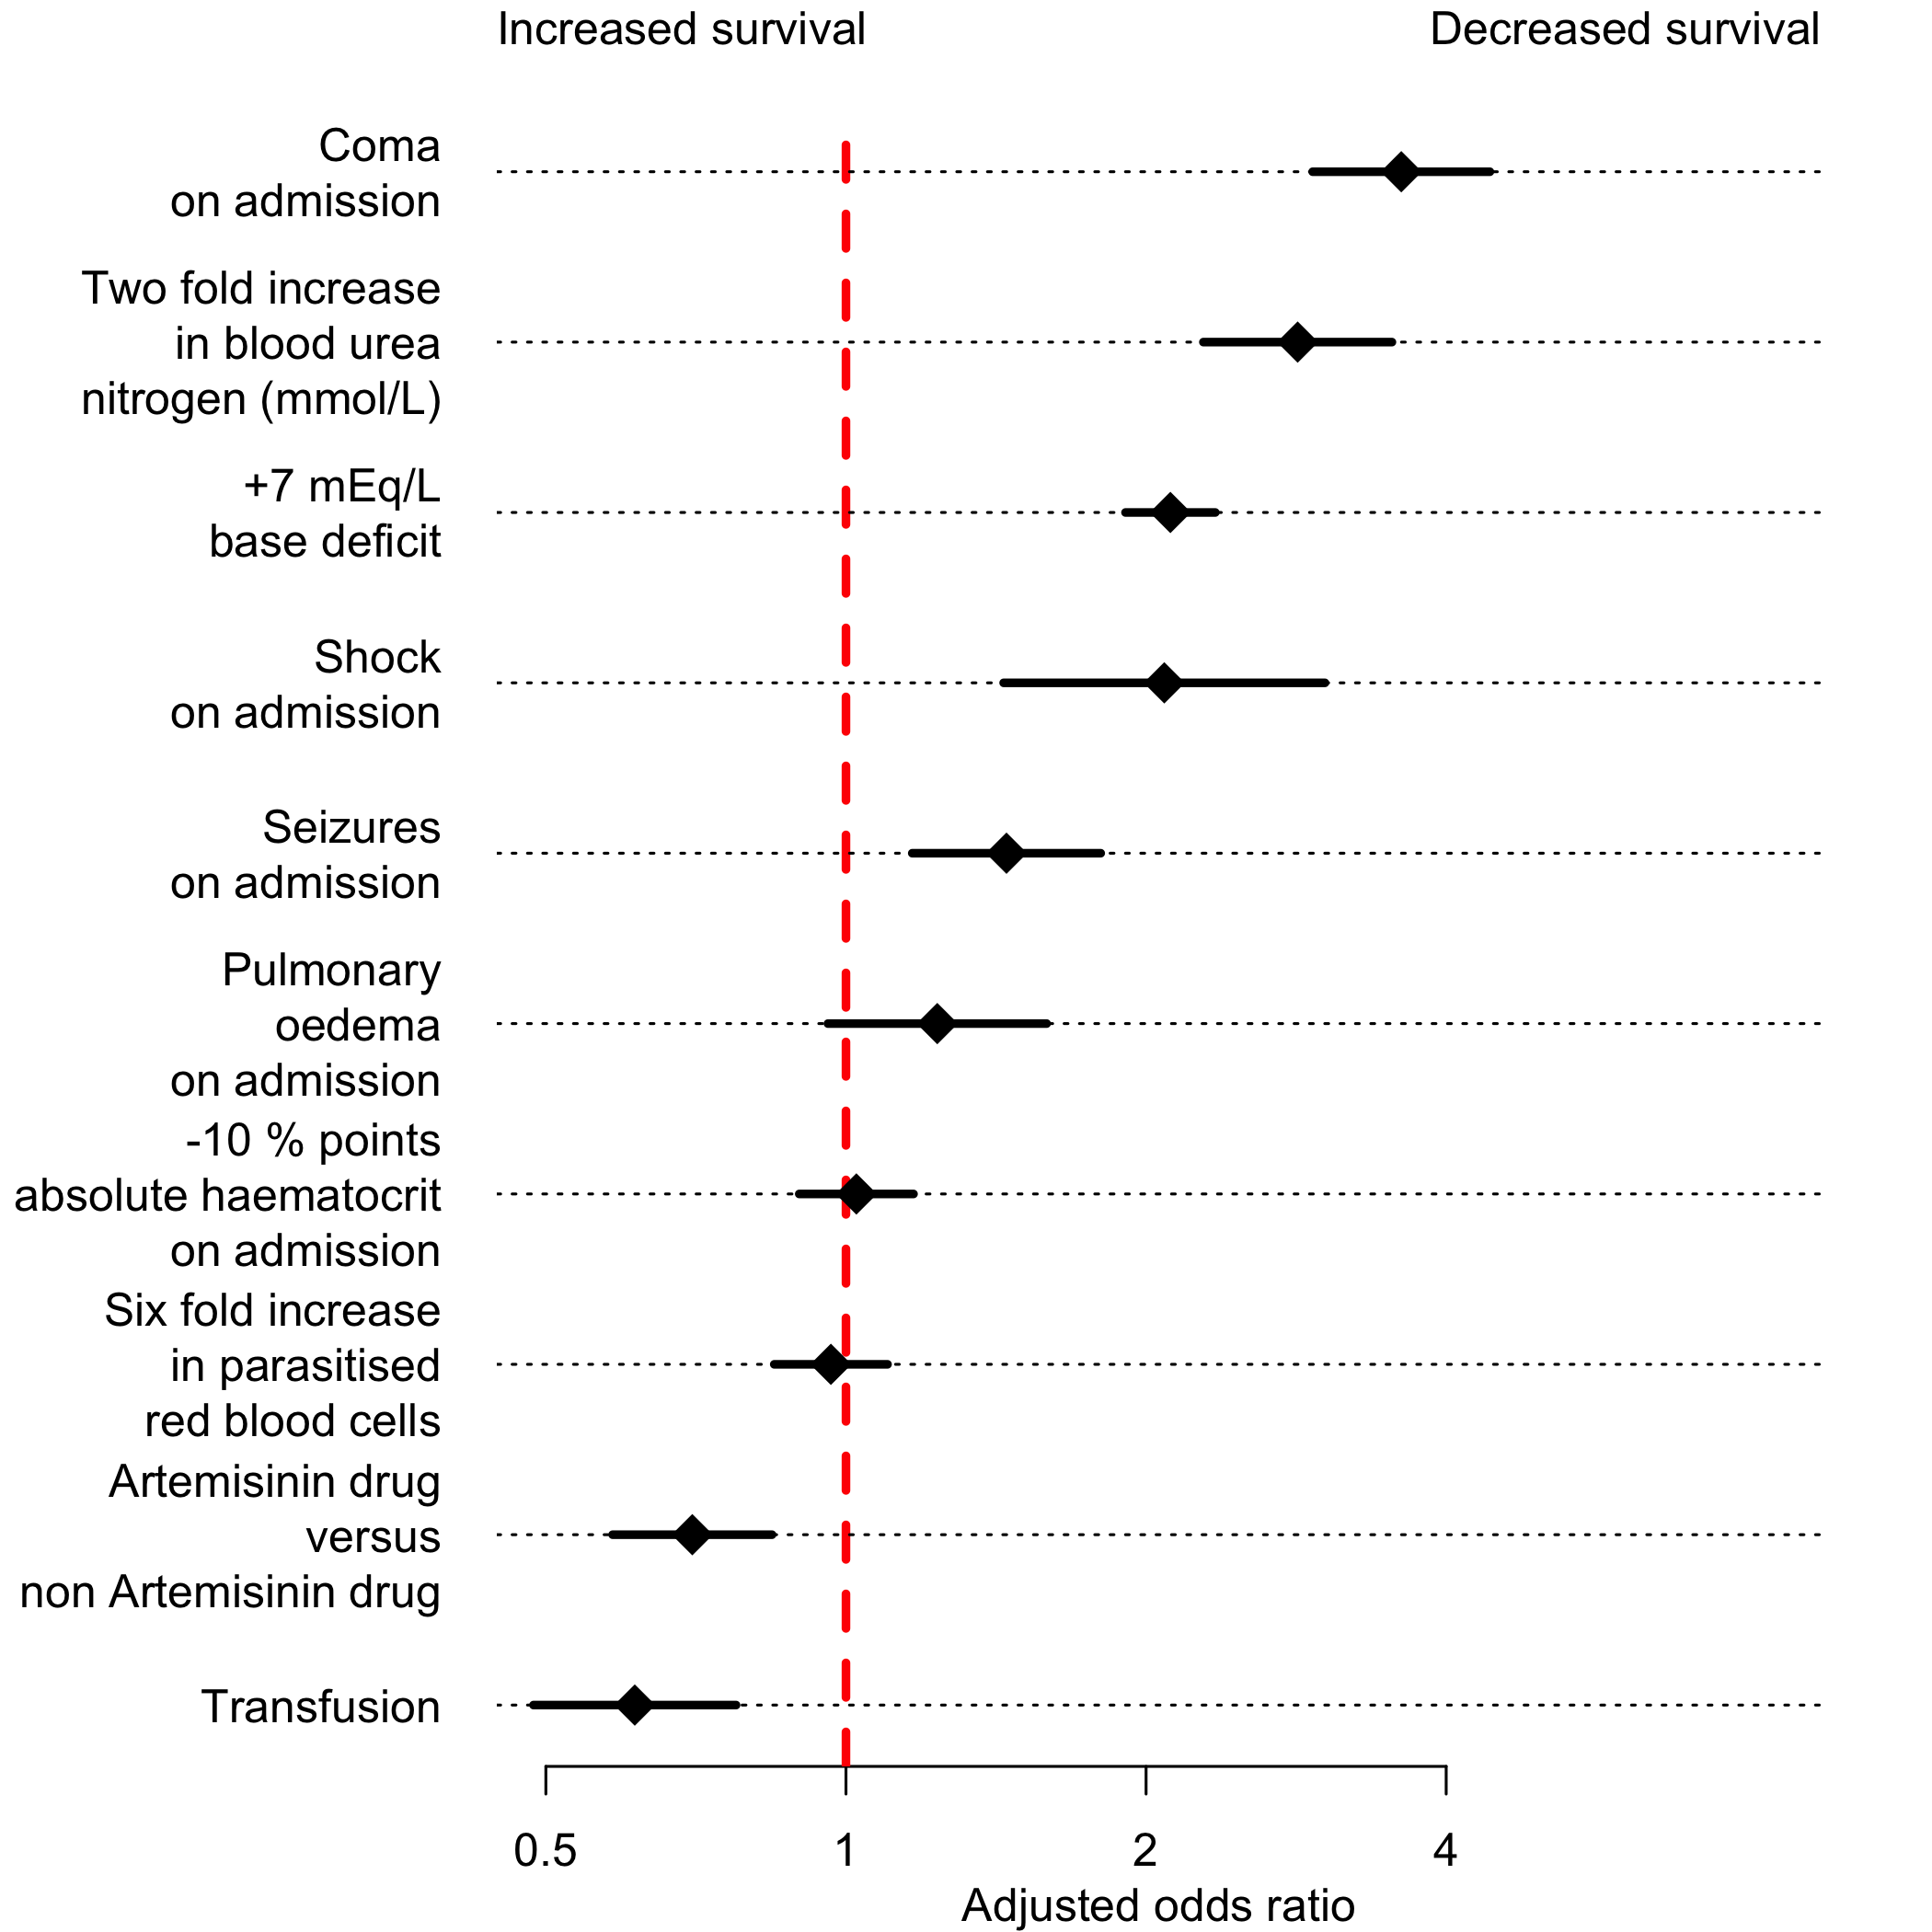 Increased survival
Decreased survival
Coma
on admission
Two fold increase
in blood urea
nitrogen (mmol/L)
+7 mEq/L
base deficit
Shock
on admission
Seizures
on admission
Pulmonary
oedema
on admission
-10 % points
absolute haematocrit
on admission
Six fold increase
in parasitised
red blood cells
Artemisinin drug
versus
non Artemisinin drug
Transfusion
0.5 1 2 4
Adjusted odds ratio